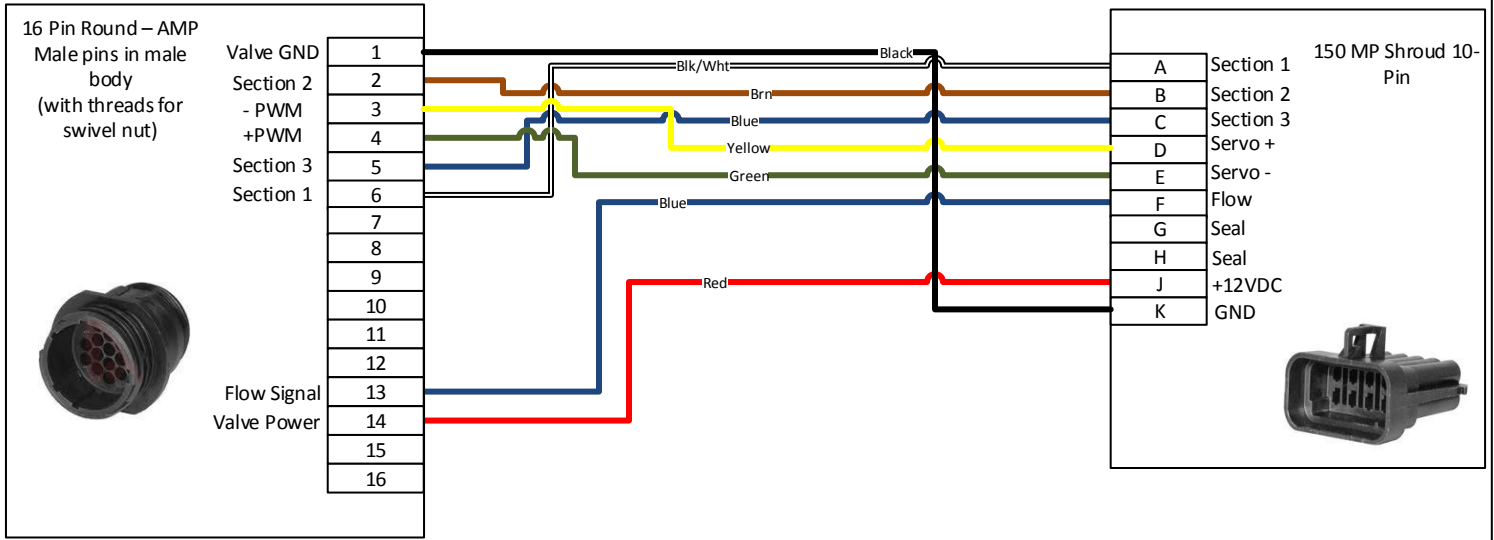 16 Pin Round – AMP
Male pins in male
body
(with threads for
swivel nut)
Valve GND 1
Section 2 2
- PWM 3
+PWM 4
Section 3 5
Section 1 6
7
8
9
10
11
12
Flow Signal 13
Valve Power 14
15
16
Black
Blk/Wht
Brn
Blue
Yellow
Green
Blue
Red
150 MP Shroud 10-
Pin
A Section 1
B Section 2
C Section 3
D Servo +
E Servo -
F Flow
G Seal
H Seal
J +12VDC
K GND